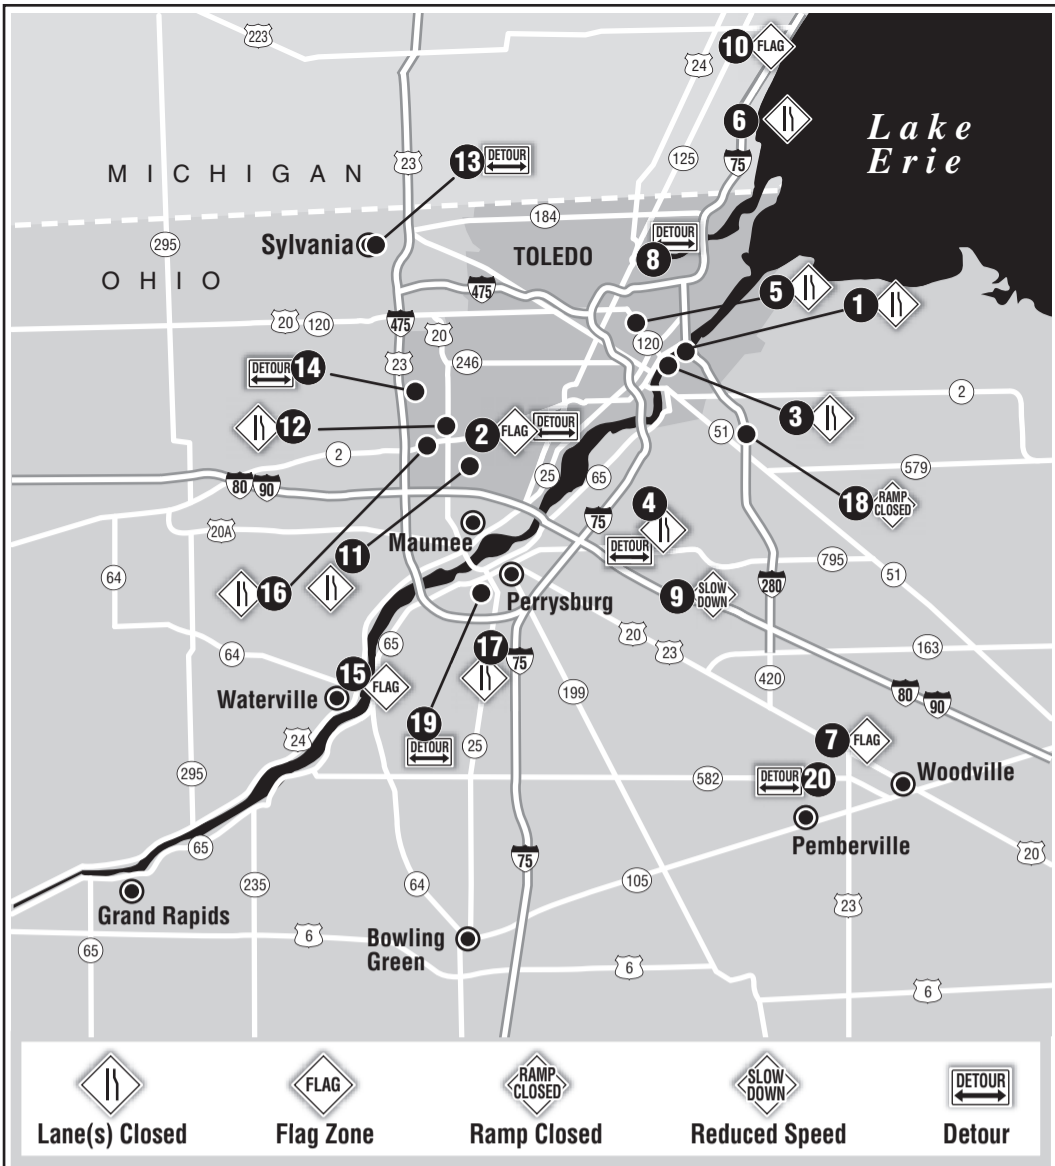 223
10
FLAG
24
6
Lake
Erie
23
13
DETOUR
125
75
MICHIGAN
184
295
Sylvania
TOLEDO
DETOUR
8
OHIO
475
5
1
20
120
475
20
120
23
246
DETOUR
14
2
3
12
2
FLAG
DETOUR
51
2
25
65
579
80
90
4
18
RAMP
CLOSED
75
20A
Maumee
DETOUR
11
795
64
51
280
16
Perrysburg
9
SLOW
DOWN
20
65
23
163
64
17
75
15
FLAG
420
80
90
Waterville
199
19
24
7
FLAG
25
DETOUR
295
582
DETOUR
20
Woodville
Pemberville
65
75
20
235
64
105
23
Grand Rapids
6
Bowling
Green
65
6
6
FLAG
RAMP
CLOSED
SLOW
DOWN
DETOUR
Lane(s) Closed
Flag Zone
Ramp Closed
Reduced Speed
Detour